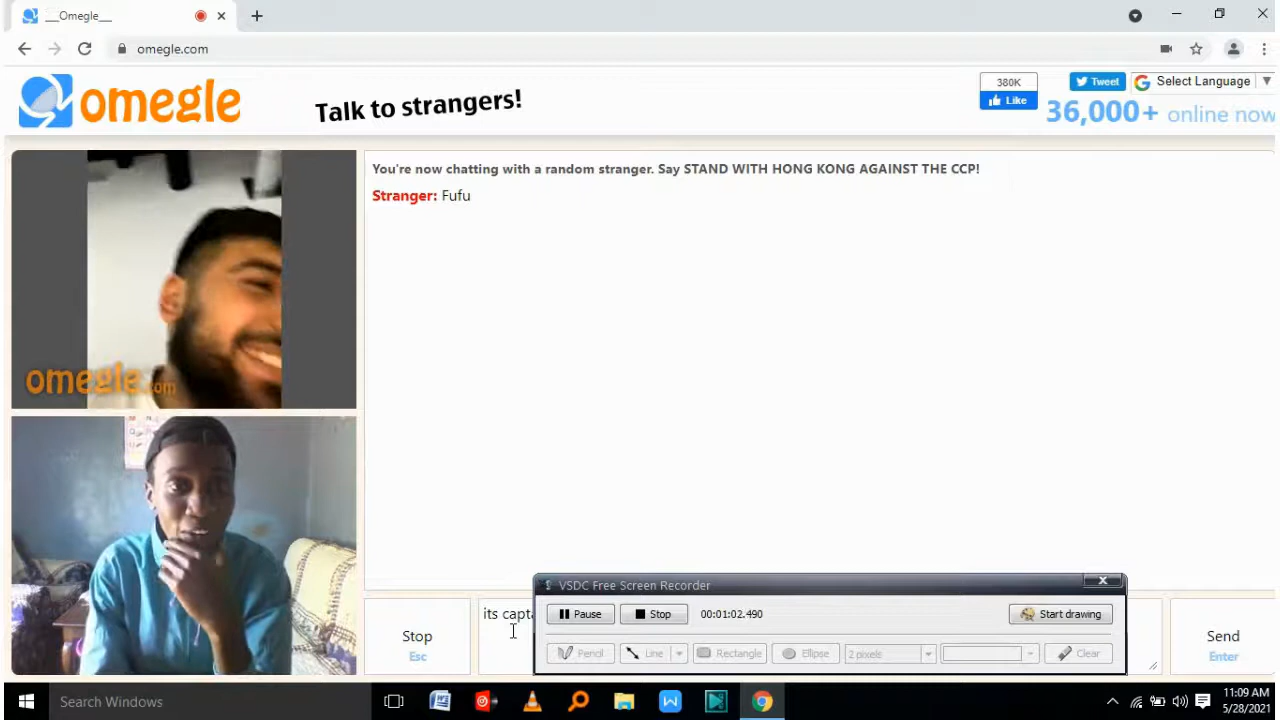 __Omegle__
omegle.com
omegle
Talk to strangers!
380K
Like
Tweet
Select Language
36,000+ online now
You're now chatting with a random stranger. Say STAND WITH HONG KONG AGAINST THE CCP!
Stranger: Fufu
omegle.com
VSDC Free Screen Recorder
Pause
Stop
00:01:02.490
Start drawing
Pencil
Line
Rectangle
Ellipse
2 pixels
Clear
Stop
Esc
its
Send
Enter
Search Windows
11:09 AM
5/28/2021